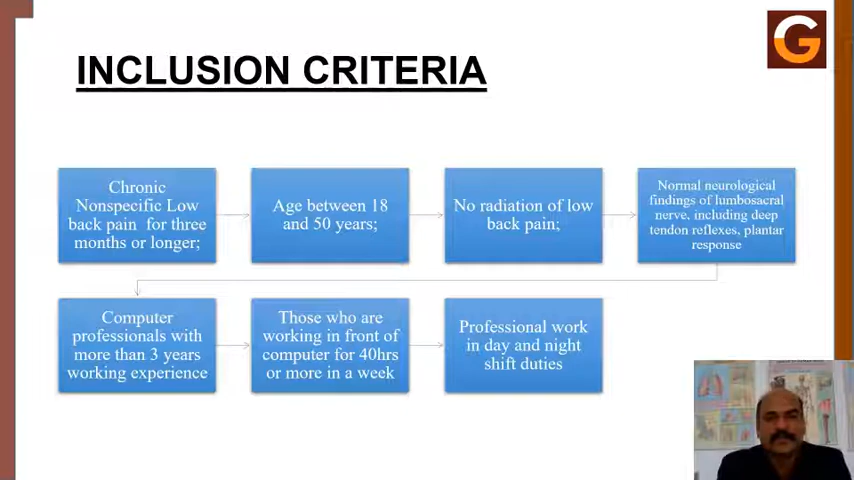 G
INCLUSION CRITERIA
Chronic
Nonspecific Low
back pain for three
months or longer;
Age between 18
and 50 years;
No radiation of low
back pain;
Normal neurological
findings of lumbosacral
nerve, including deep
tendon reflexes, plantar
response
Computer
professionals with
more than 3 years
working experience
Those who are
working in front of
computer for 40hrs
or more in a week
Professional work
in day and night
shift duties